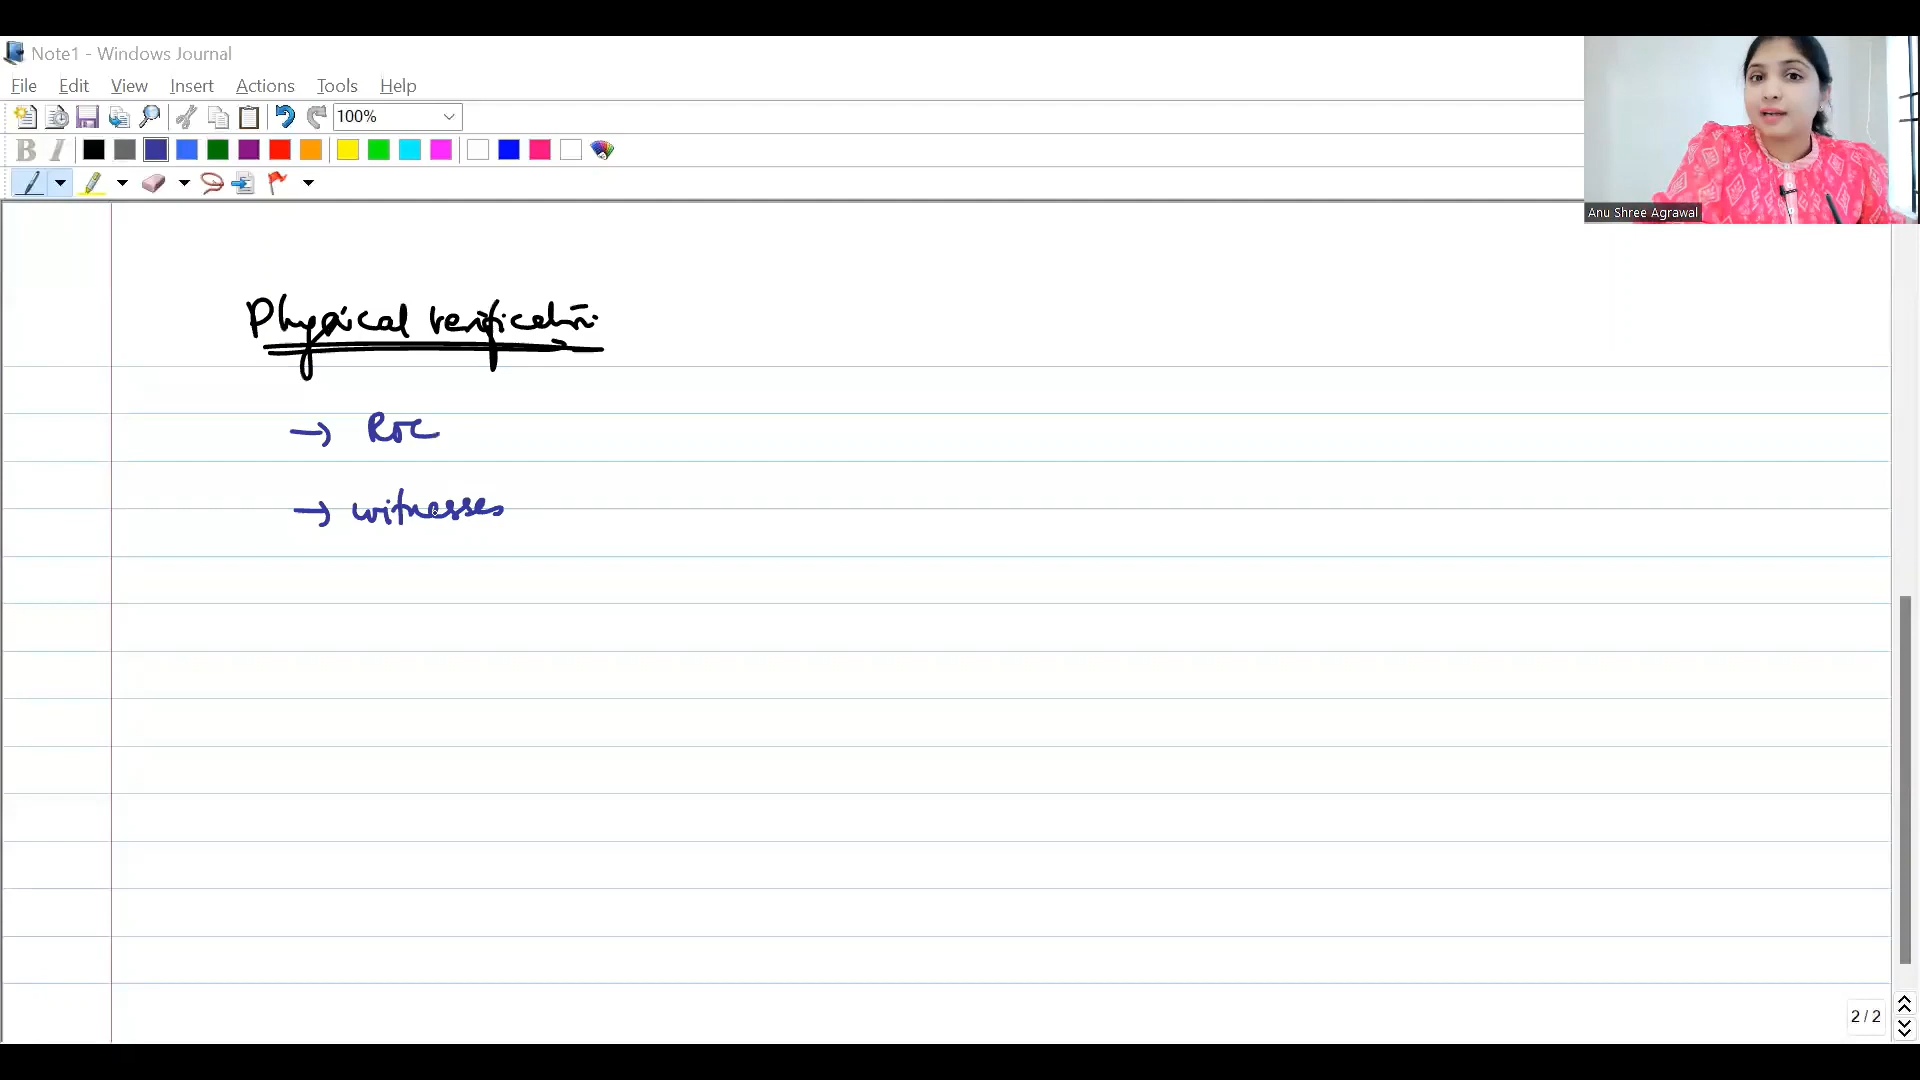 Note1 - Windows Journal
File Edit View Insert Actions Tools Help
100%
B I
Anu Shree Agrawal
Physical verification
→ ROC
→ witnesses
2 / 2